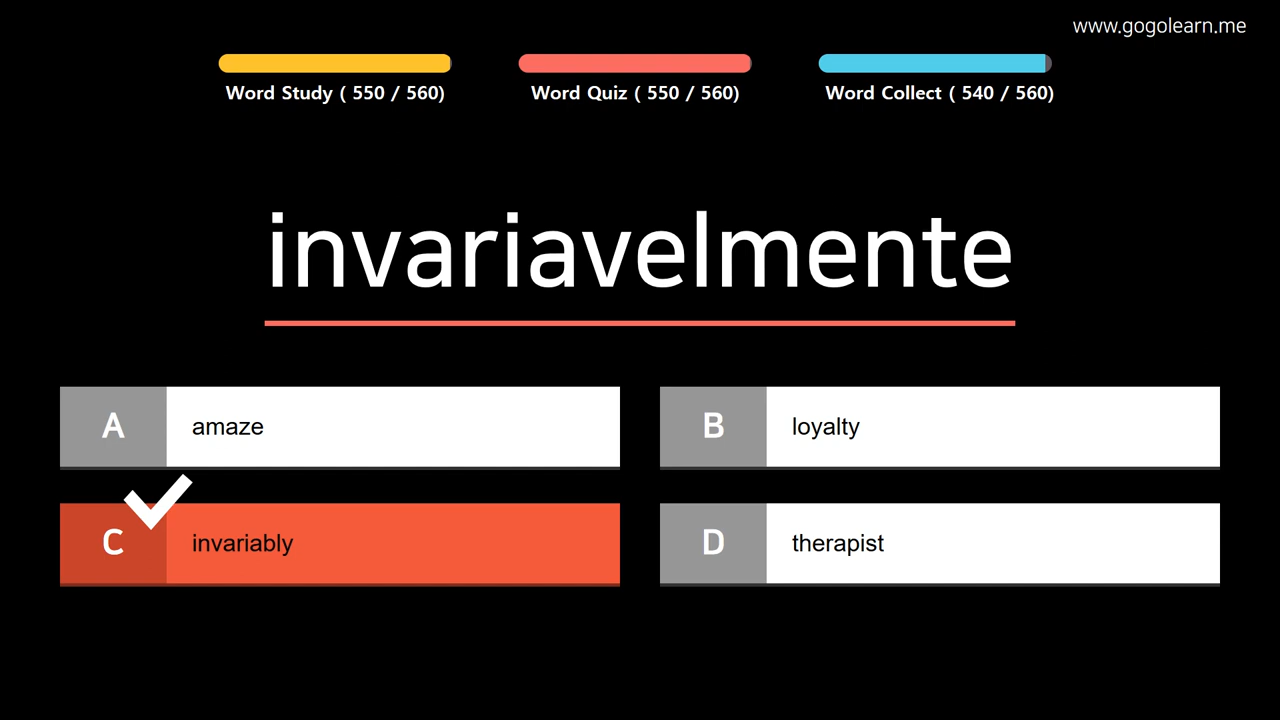 www.gogolearn.me
Word Study ( 550 / 560)
Word Quiz ( 550 / 560)
Word Collect ( 540 / 560)
invariavelmente
A
amaze
B
loyalty
C
invariably
D
therapist